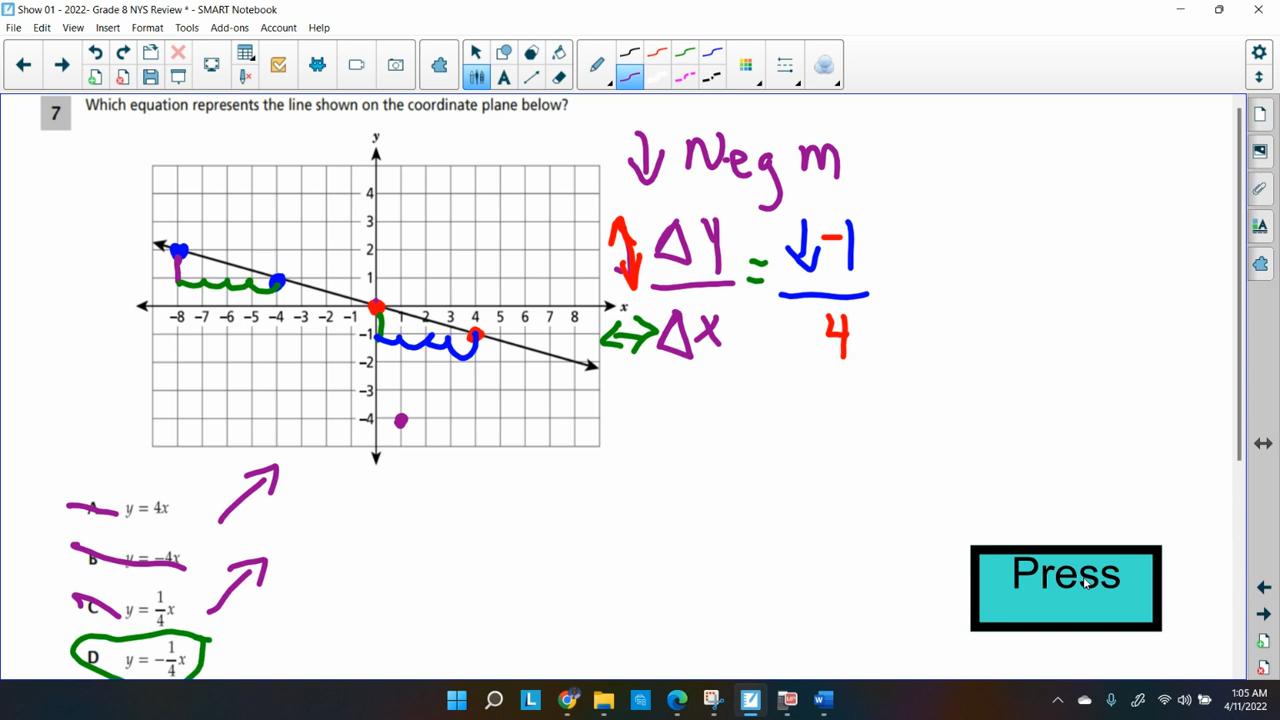 Show 01 - 2022- Grade 8 NYS Review * - SMART Notebook
File Edit View Insert Format Tools Add-ons Account Help
7 Which equation represents the line shown on the coordinate plane below?
y
4
3
2
1
-8 -7 -6 -5 -4 -3 -2 -1 1 2 3 4 5 6 7 8 x
-1
-2
-3
-4
↓ Neg m
Δy = ↓ -1
Δx 4
A y = 4x
B y = -4x
C y = 1/4 x
D y = -1/4 x
Press
1:05 AM
4/11/2022